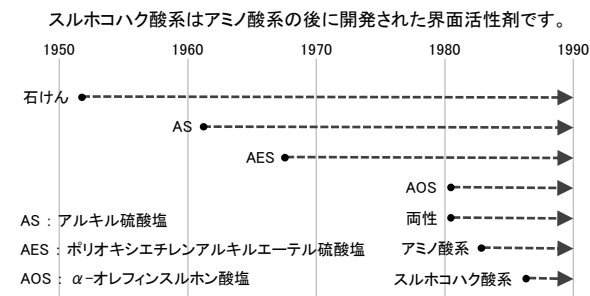 スルホコハク酸系はアミノ酸系の後に開発された界面活性剤です。
1950 1960 1970 1980 1990
石けん
AS
AES
AOS
AS : アルキル硫酸塩 両性
AES : ポリオキシエチレンアルキルエーテル硫酸塩 アミノ酸系
AOS : α-オレフィンスルホン酸塩 スルホコハク酸系